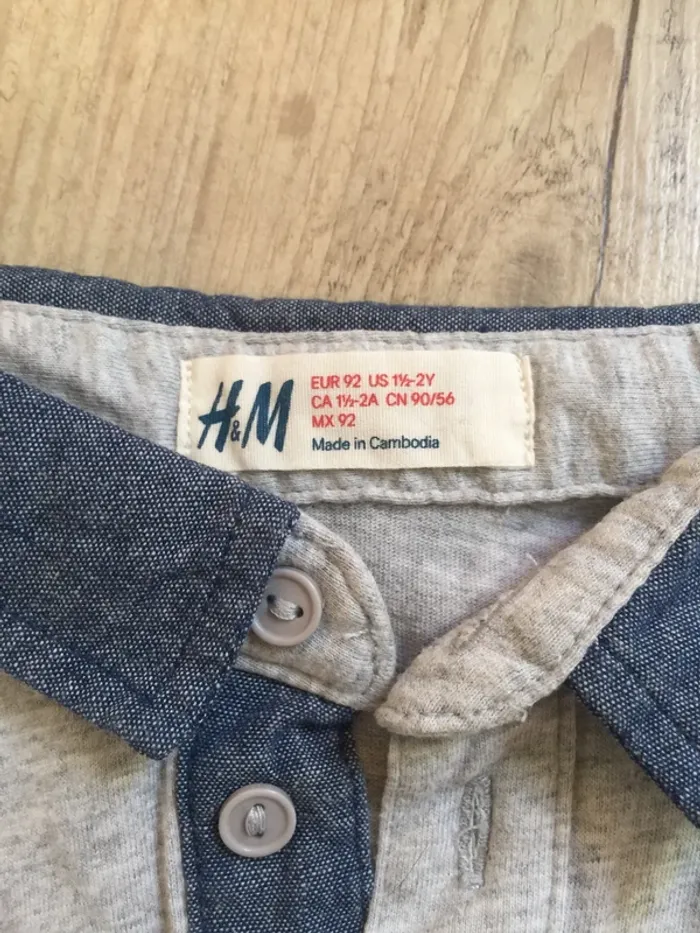 H&M
EUR 92 US 1½-2Y
CA 1½-2A CN 90/56
MX 92
Made in Cambodia